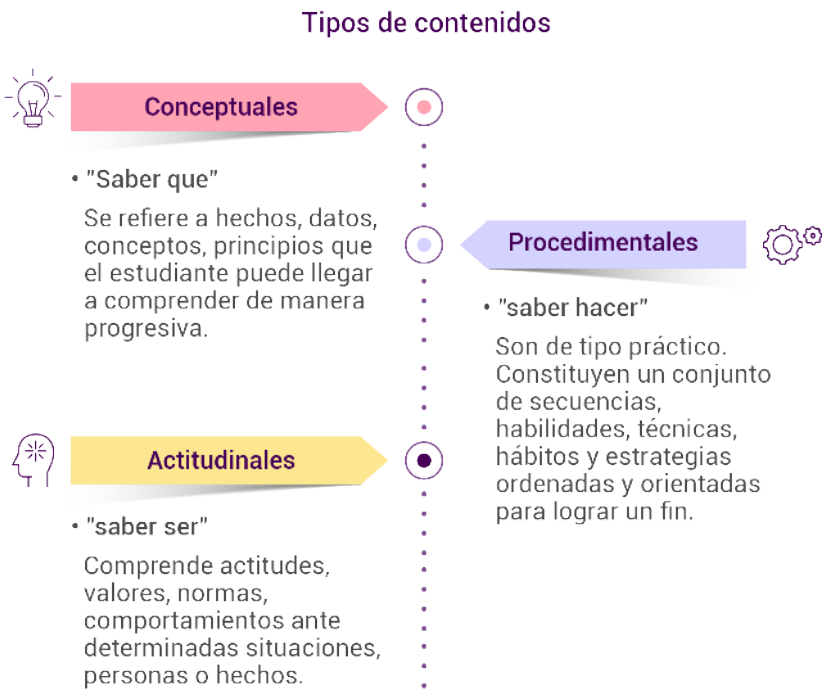 Tipos de contenidos
Conceptuales
• "Saber que"
Se refiere a hechos, datos,
conceptos, principios que
el estudiante puede llegar
a comprender de manera
progresiva.
Procedimentales
• "saber hacer"
Son de tipo práctico.
Constituyen un conjunto
de secuencias,
habilidades, técnicas,
hábitos y estrategias
ordenadas y orientadas
para lograr un fin.
Actitudinales
• "saber ser"
Comprende actitudes,
valores, normas,
comportamientos ante
determinadas situaciones,
personas o hechos.